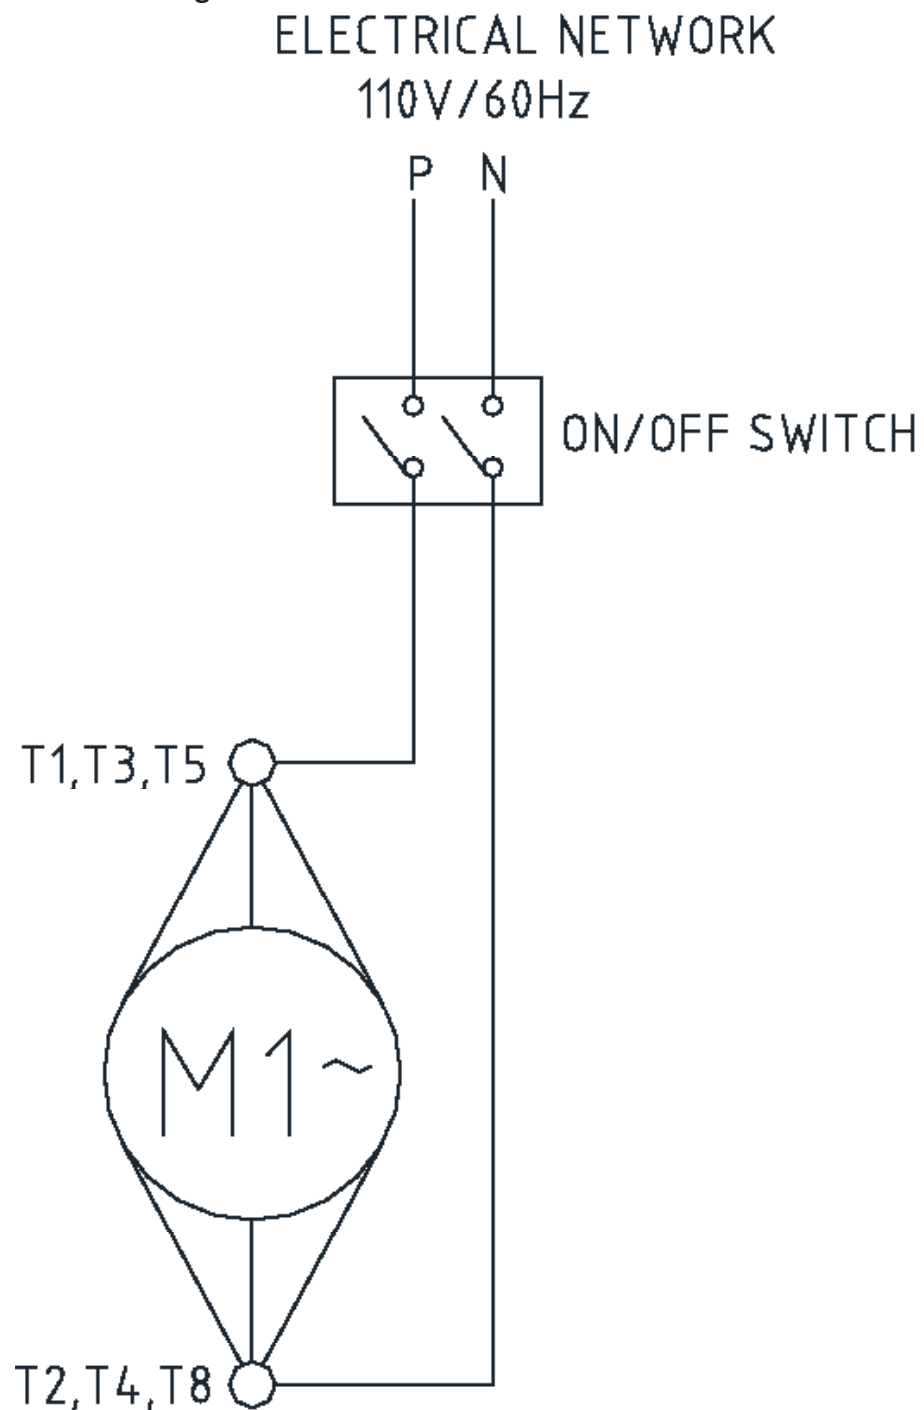 ELECTRICAL NETWORK
110V/60Hz
P N
ON/OFF SWITCH
T1,T3,T5
M1~
T2,T4,T8